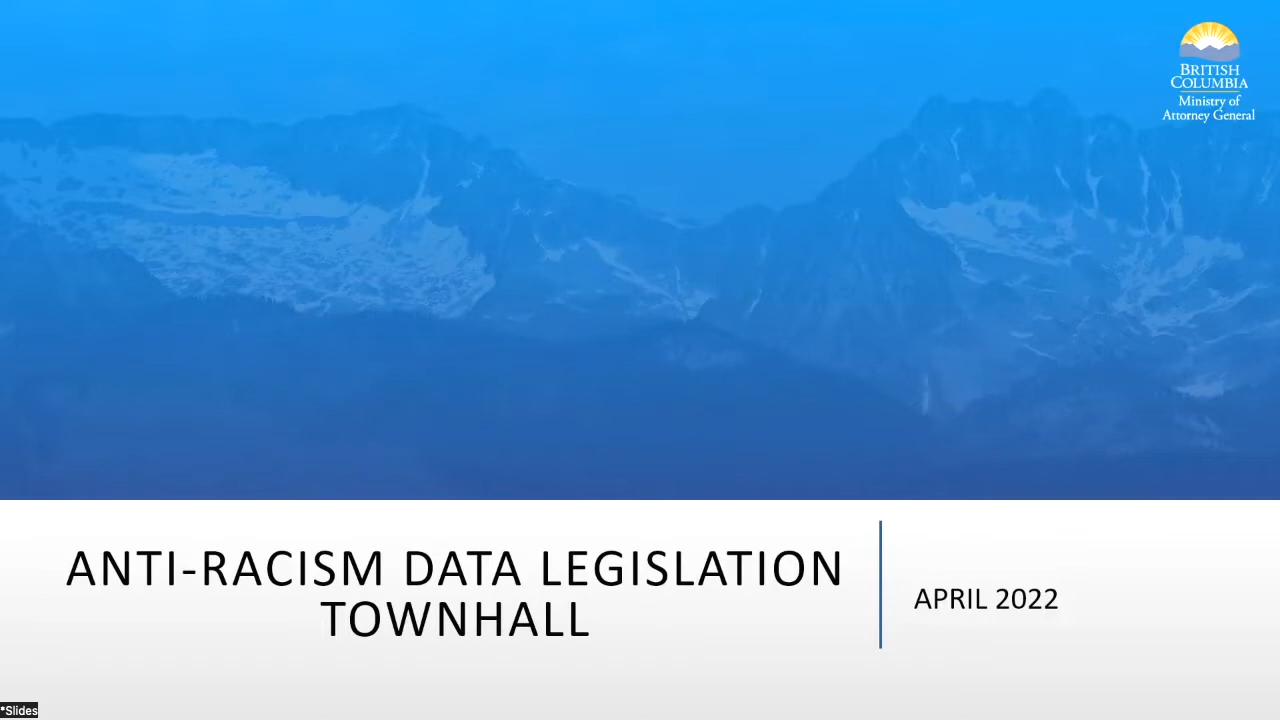 BRITISH
COLUMBIA
Ministry of
Attorney General
ANTI-RACISM DATA LEGISLATION
TOWNHALL
APRIL 2022
*Slides